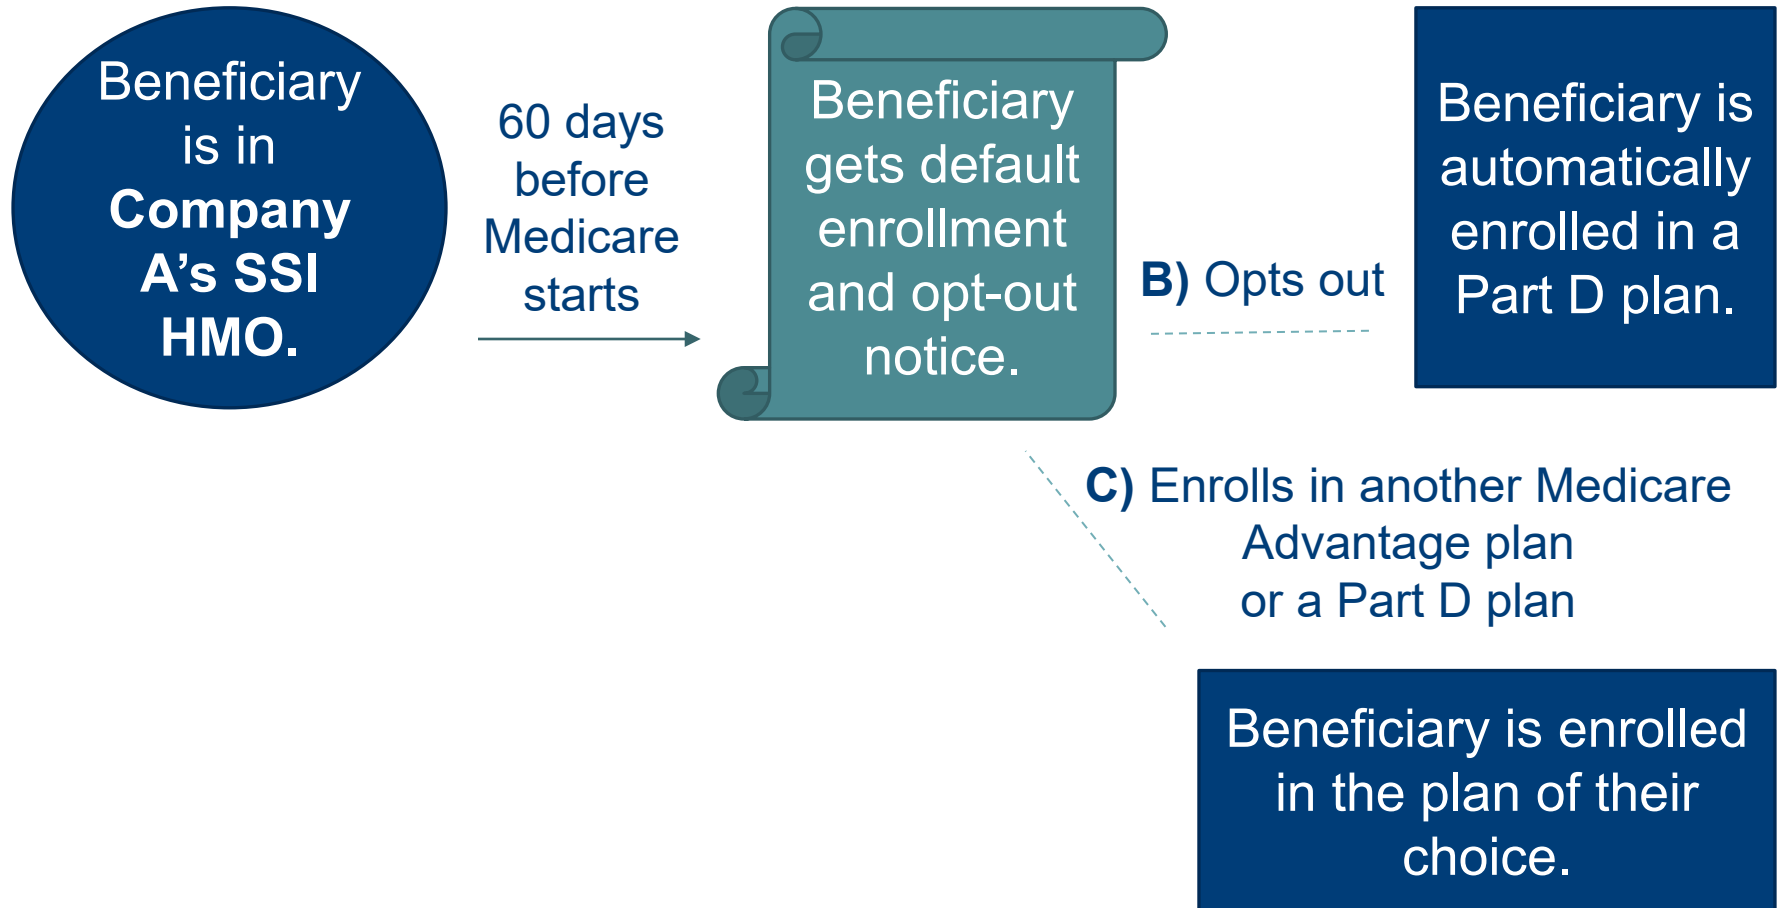 Beneficiary
is in
Company
A’s SSI
HMO.
60 days
before
Medicare
starts
Beneficiary
gets default
enrollment
and opt-out
notice.
B) Opts out
Beneficiary is
automatically
enrolled in a
Part D plan.
C) Enrolls in another Medicare
Advantage plan
or a Part D plan
Beneficiary is enrolled
in the plan of their
choice.